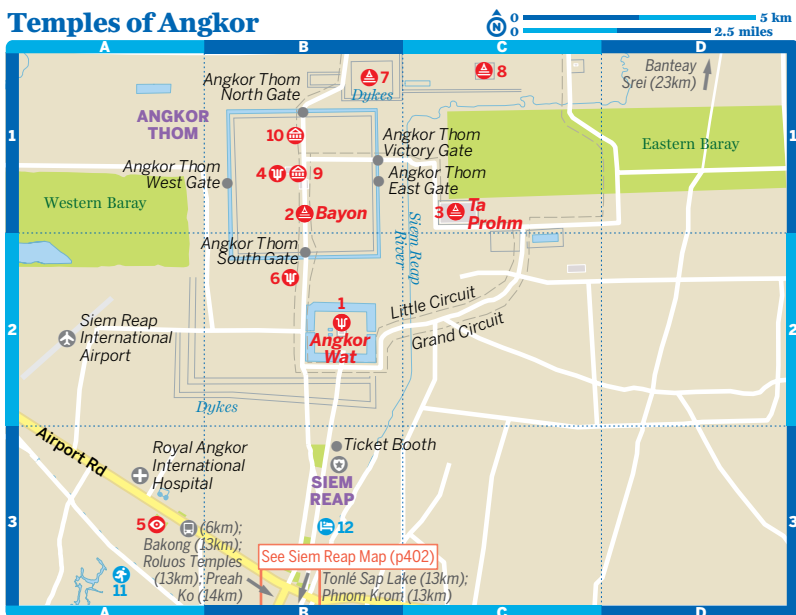 Temples of Angkor
N
0 5 km
0 2.5 miles
A B C D
Angkor Thom
North Gate
7
8
Banteay
Srei (23km)
Dykes
ANGKOR
THOM
1
1
10
Angkor Thom
Victory Gate
Eastern Baray
Angkor Thom
West Gate
4
9
Angkor Thom
East Gate
Western Baray
2 Bayon
3 Ta
Prohm
Siem Reap
River
Angkor Thom
South Gate
6
1
Angkor
Wat
Little Circuit
Grand Circuit
2
2
Siem Reap
International
Airport
Dykes
Airport Rd
Royal Angkor
International
Hospital
Ticket Booth
SIEM
REAP
3
3
5
(6km);
Bakong (13km);
Roluos Temples
(13km); Preah
Ko (14km)
12
See Siem Reap Map (p402)
Tonlé Sap Lake (13km);
Phnom Krom (13km)
11
A B C D